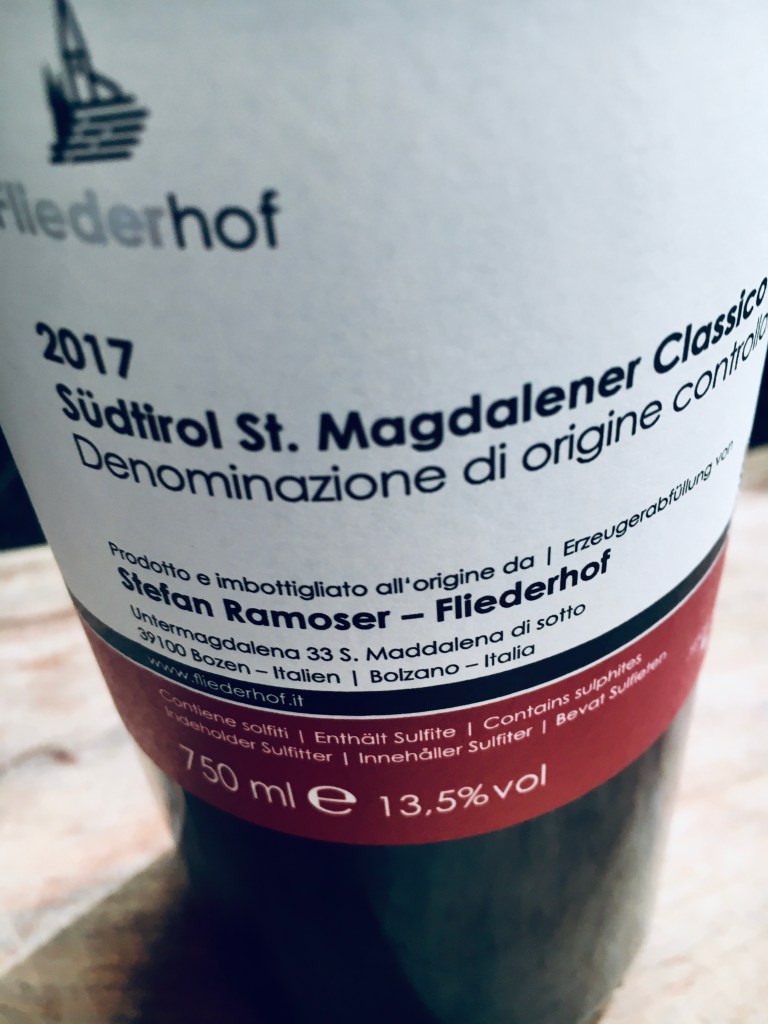 Fliederhof
2017
Südtirol St. Magdalener Classico
Denominazione di origine
Prodotto e imbottigliato all'origine da | Erzeugerabfüllung von
Stefan Ramoser – Fliederhof
Untermagdalena 33 S. Maddalena di sotto
39100 Bozen – Italien | Bolzano – Italia
www.fliederhof.it
Contiene solfiti | Enthält Sulfite | Contains sulphites
Indeholder Sulfitter | Innehåller Sulfiter | Bevat Sulfieten
750 ml e 13,5%vol